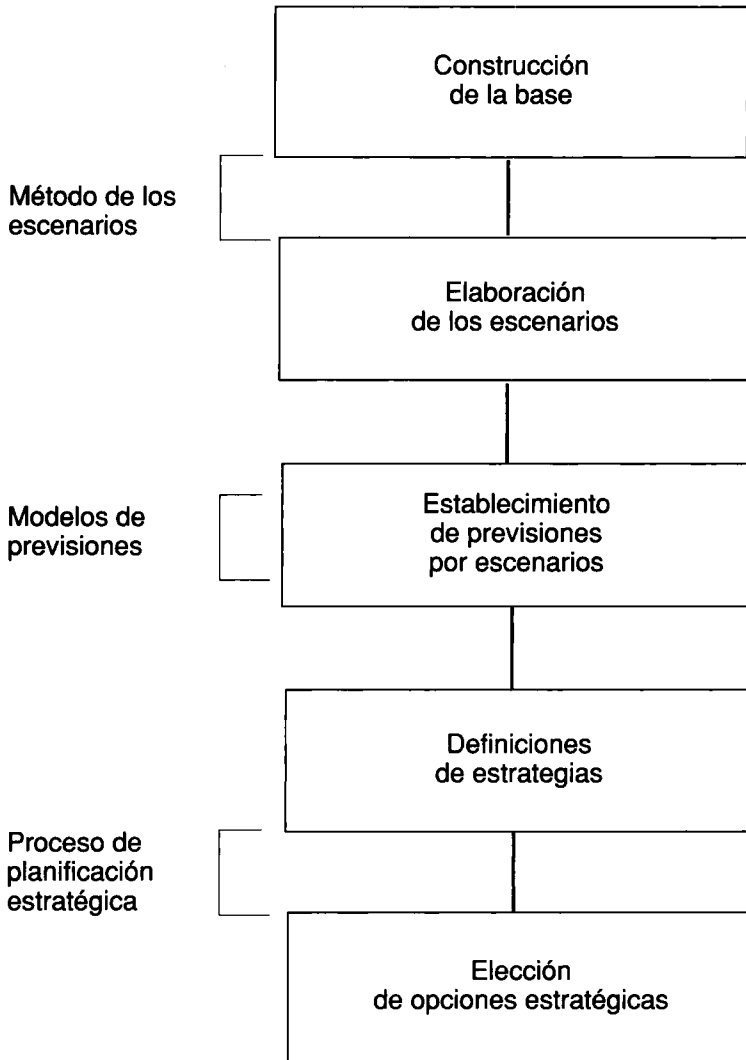 Construcción
de la base
Método de los
escenarios
Elaboración
de los escenarios
Establecimiento
de previsiones
por escenarios
Modelos de
previsiones
Definiciones
de estrategias
Proceso de
planificación
estratégica
Elección
de opciones estratégicas